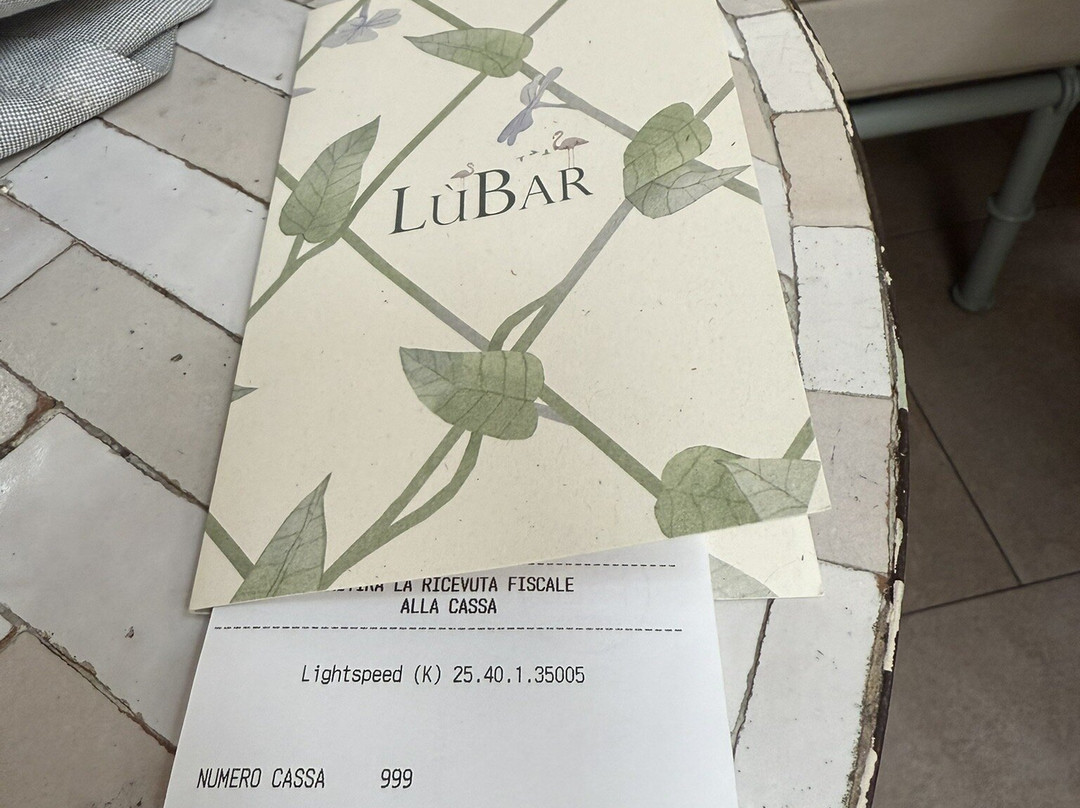 LùBAR
LA RICEVUTA FISCALE
ALLA CASSA
Lightspeed (K) 25.40.1.35005
NUMERO CASSA 999